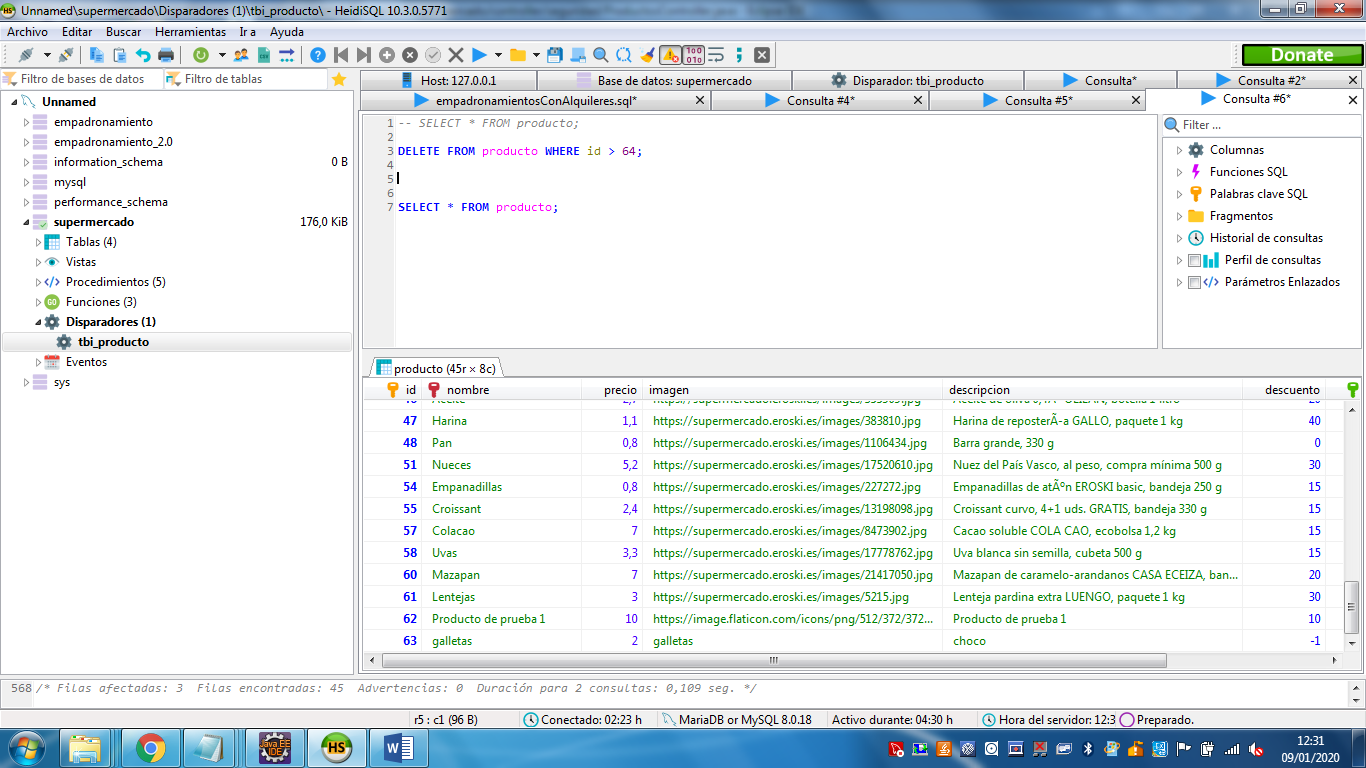 Unnamed\supermercado\Disparadores (1)\tbi_producto\ - HeidiSQL 10.3.0.5771
Archivo Editar Buscar Herramientas Ir a Ayuda
Donate
Filtro de bases de datos Filtro de tablas
Host: 127.0.0.1 Base de datos: supermercado Disparador: tbi_producto Consulta* Consulta #2*
empadronamientosConAlquileres.sql* Consulta #4* Consulta #5* Consulta #6*
Unnamed
empadronamiento
empadronamiento_2.0
information_schema 0 B
mysql
performance_schema
supermercado 176,0 KiB
Tablas (4)
Vistas
Procedimientos (5)
Funciones (3)
Disparadores (1)
tbi_producto
Eventos
sys
1 -- SELECT * FROM producto;
2
3 DELETE FROM producto WHERE id > 64;
4
5
6
7 SELECT * FROM producto;
Filter ...
Columnas
Funciones SQL
Palabras clave SQL
Fragmentos
Historial de consultas
Perfil de consultas
Parámetros Enlazados
producto (45r × 8c)
id nombre precio imagen descripcion descuento
47 Harina 1,1 https://supermercado.eroski.es/images/383810.jpg Harina de reposterÃ-a GALLO, paquete 1 kg 40
48 Pan 0,8 https://supermercado.eroski.es/images/1106434.jpg Barra grande, 330 g 0
51 Nueces 5,2 https://supermercado.eroski.es/images/17520610.jpg Nuez del País Vasco, al peso, compra mínima 500 g 30
54 Empanadillas 0,8 https://supermercado.eroski.es/images/227272.jpg Empanadillas de atÃºn EROSKI basic, bandeja 250 g 15
55 Croissant 2,4 https://supermercado.eroski.es/images/13198098.jpg Croissant curvo, 4+1 uds. GRATIS, bandeja 330 g 15
57 Colacao 7 https://supermercado.eroski.es/images/8473902.jpg Cacao soluble COLA CAO, ecobolsa 1,2 kg 15
58 Uvas 3,3 https://supermercado.eroski.es/images/17778762.jpg Uva blanca sin semilla, cubeta 500 g 15
60 Mazapan 7 https://supermercado.eroski.es/images/21417050.jpg Mazapan de caramelo-arandanos CASA ECEIZA, ban... 20
61 Lentejas 3 https://supermercado.eroski.es/images/5215.jpg Lenteja pardina extra LUENGO, paquete 1 kg 30
62 Producto de prueba 1 10 https://image.flaticon.com/icons/png/512/372/372... Producto de prueba 1 10
63 galletas 2 galletas choco -1
568 /* Filas afectadas: 3 Filas encontradas: 45 Advertencias: 0 Duración para 2 consultas: 0,109 seg. */
r5 : c1 (96 B) Conectado: 02:23 h MariaDB or MySQL 8.0.18 Activo durante: 04:30 h Hora del servidor: 12:3 Preparado.
Java EE
IDE
HS
12:31
09/01/2020